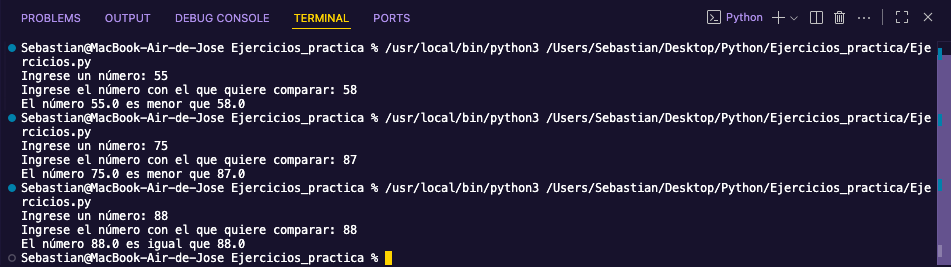 PROBLEMS OUTPUT DEBUG CONSOLE TERMINAL PORTS Python
Sebastian@MacBook-Air-de-Jose Ejercicios_practica % /usr/local/bin/python3 /Users/Sebastian/Desktop/Python/Ejercicios_practica/Eje
rcicios.py
Ingrese un número: 55
Ingrese el número con el que quiere comparar: 58
El número 55.0 es menor que 58.0
Sebastian@MacBook-Air-de-Jose Ejercicios_practica % /usr/local/bin/python3 /Users/Sebastian/Desktop/Python/Ejercicios_practica/Eje
rcicios.py
Ingrese un número: 75
Ingrese el número con el que quiere comparar: 87
El número 75.0 es menor que 87.0
Sebastian@MacBook-Air-de-Jose Ejercicios_practica % /usr/local/bin/python3 /Users/Sebastian/Desktop/Python/Ejercicios_practica/Eje
rcicios.py
Ingrese un número: 88
Ingrese el número con el que quiere comparar: 88
El número 88.0 es igual que 88.0
Sebastian@MacBook-Air-de-Jose Ejercicios_practica %